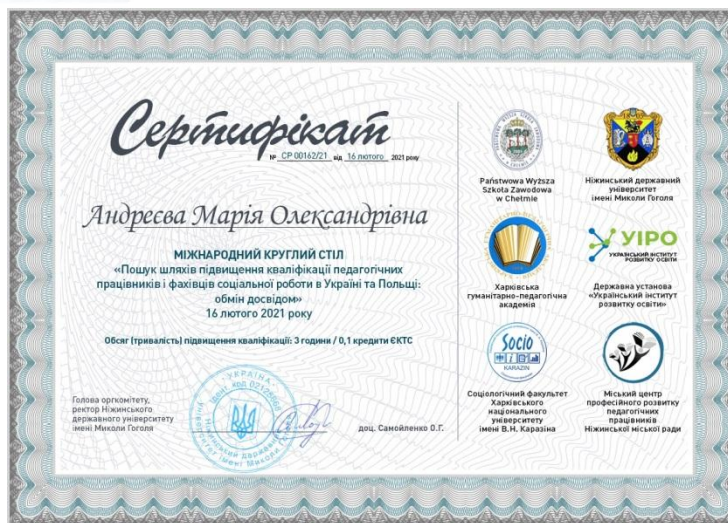 Сертифікат
№ СР 00162/21 від 16 лютого 2021 року
Андреєва Марія Олександрівна
МІЖНАРОДНИЙ КРУГЛИЙ СТІЛ
«Пошук шляхів підвищення кваліфікації педагогічних
працівників і фахівців соціальної роботи в Україні та Польщі:
обмін досвідом»
16 лютого 2021 року
Обсяг (тривалість) підвищення кваліфікації: 3 години / 0,1 кредити ЄКТС
Голова оргкомітету,
ректор Ніжинського
державного університету
імені Миколи Гоголя
доц. Самойленко О.Г.
УКРАЇНА
Państwowa Wyższa
Szkoła Zawodowa
w Chełmie
Ніжинський державний
університет
імені Миколи Гоголя
Харківська
гуманітарно-педагогічна
академія
УІРО
УКРАЇНСЬКИЙ ІНСТИТУТ
РОЗВИТКУ ОСВІТИ
Державна установа
«Український інститут
розвитку освіти»
Socio
KARAZIN
Соціологічний факультет
Харківського
національного
університету
імені В.Н. Каразіна
Міський центр
професійного розвитку
педагогічних
працівників
Ніжинської міської ради